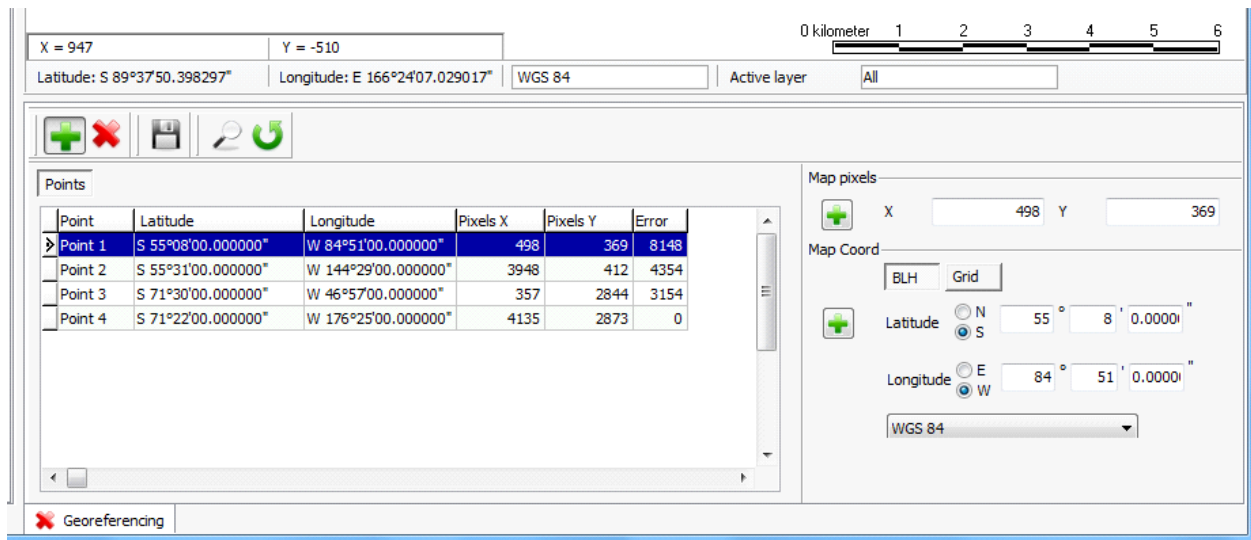 0 kilometer 1 2 3 4 5 6
X = 947 Y = -510
Latitude: S 89°37'50.398297" Longitude: E 166°24'07.029017" WGS 84 Active layer All
Points
Point Latitude Longitude Pixels X Pixels Y Error
Point 1 S 55°08'00.000000" W 84°51'00.000000" 498 369 8148
Point 2 S 55°31'00.000000" W 144°29'00.000000" 3948 412 4354
Point 3 S 71°30'00.000000" W 46°57'00.000000" 357 2844 3154
Point 4 S 71°22'00.000000" W 176°25'00.000000" 4135 2873 0
Map pixels
X 498 Y 369
Map Coord
BLH Grid
Latitude N S 55 ° 8 ' 0.0000 "
Longitude E W 84 ° 51 ' 0.0000 "
WGS 84
Georeferencing